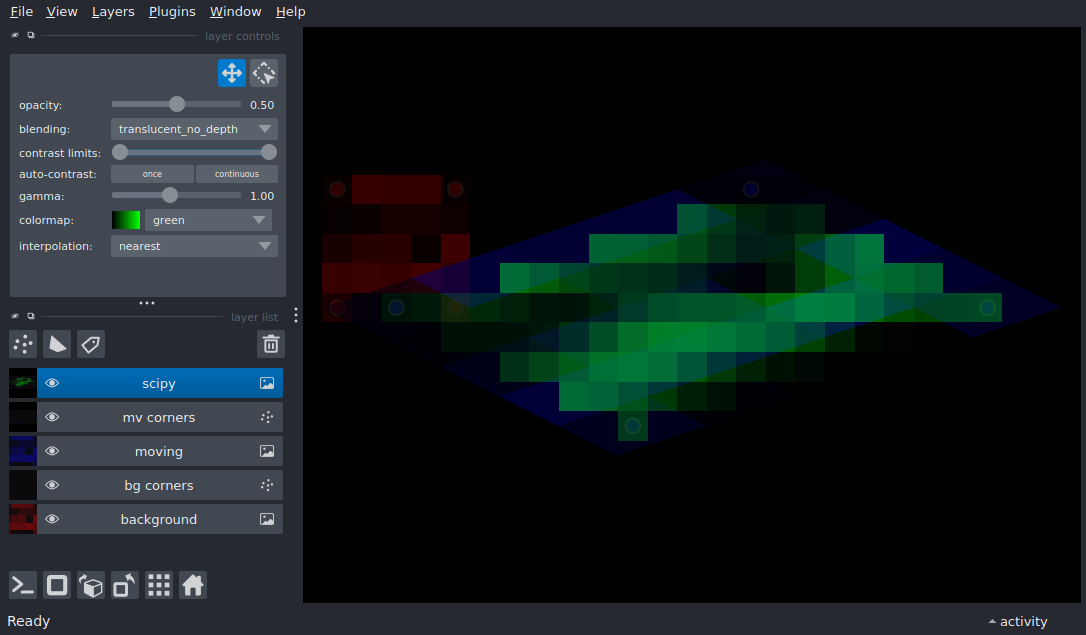 File View Layers Plugins Window Help
layer controls
opacity: 0.50
blending: translucent_no_depth
contrast limits:
auto-contrast: once continuous
gamma: 1.00
colormap: green
interpolation: nearest
layer list
scipy
mv corners
moving
bg corners
background
Ready activity